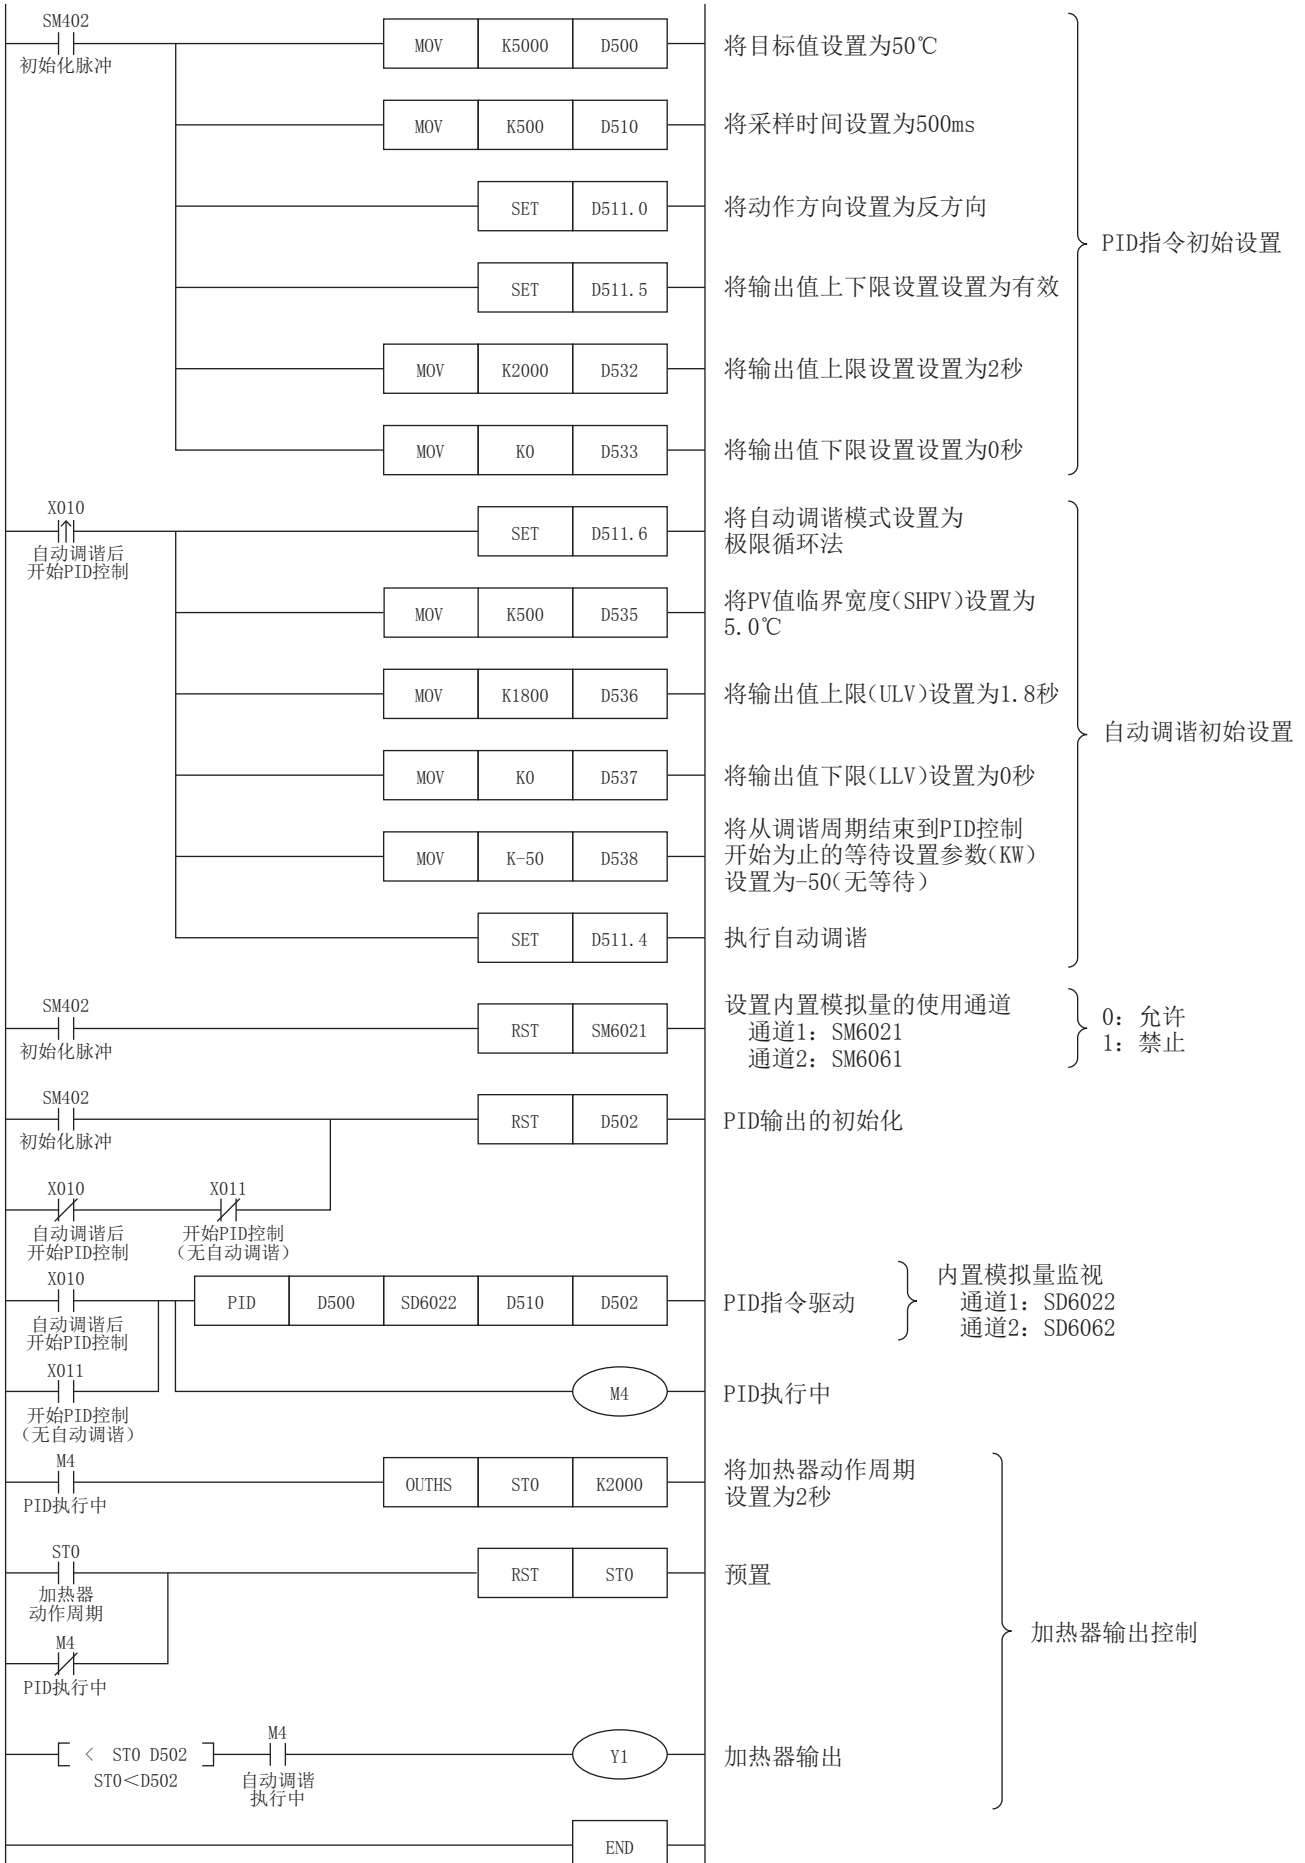 SM402
初始化脉冲
MOV K5000 D500
将目标值设置为50℃
MOV K500 D510
将采样时间设置为500ms
SET D511.0
将动作方向设置为反方向
PID指令初始设置
SET D511.5
将输出值上下限设置设置为有效
MOV K2000 D532
将输出值上限设置设置为2秒
MOV K0 D533
将输出值下限设置设置为0秒
X010
自动调谐后
开始PID控制
SET D511.6
将自动调谐模式设置为
极限循环法
MOV K500 D535
将PV值临界宽度(SHPV)设置为
5.0℃
MOV K1800 D536
将输出值上限(ULV)设置为1.8秒
自动调谐初始设置
MOV K0 D537
将输出值下限(LLV)设置为0秒
MOV K-50 D538
将从调谐周期结束到PID控制
开始为止的等待设置参数(KW)
设置为-50(无等待)
SET D511.4
执行自动调谐
SM402
初始化脉冲
RST SM6021
设置内置模拟量的使用通道
通道1：SM6021
通道2：SM6061
0：允许
1：禁止
SM402
初始化脉冲
RST D502
PID输出的初始化
X010
自动调谐后
开始PID控制
X011
开始PID控制
(无自动调谐)
X010
自动调谐后
开始PID控制
PID D500 SD6022 D510 D502
PID指令驱动
内置模拟量监视
通道1：SD6022
通道2：SD6062
X011
开始PID控制
(无自动调谐)
M4
PID执行中
M4
PID执行中
OUTHS ST0 K2000
将加热器动作周期
设置为2秒
ST0
加热器
动作周期
RST ST0
预置
加热器输出控制
M4
PID执行中
< ST0 D502
ST0＜D502
M4
自动调谐
执行中
Y1
加热器输出
END